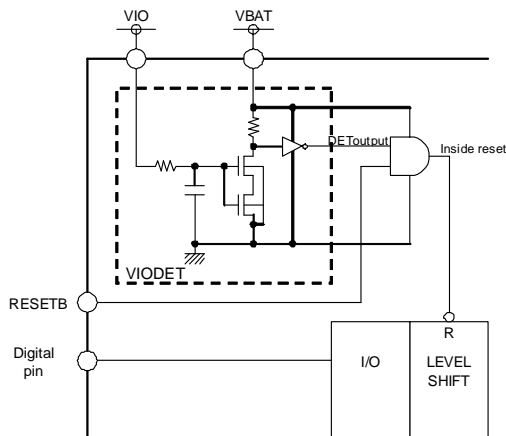 VIO
VBAT
DEToutput
Inside reset
VIODET
RESETB
R
Digital
pin
I/O
LEVEL
SHIFT